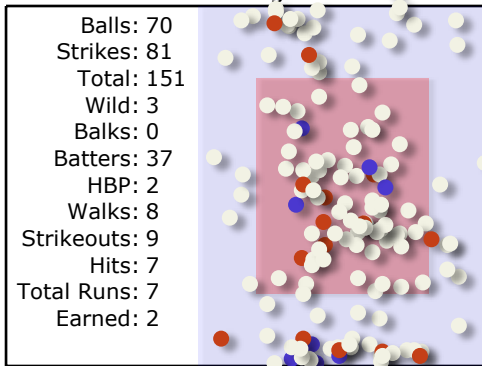 Balls: 70
Strikes: 81
Total: 151
Wild: 3
Balks: 0
Batters: 37
HBP: 2
Walks: 8
Strikeouts: 9
Hits: 7
Total Runs: 7
Earned: 2